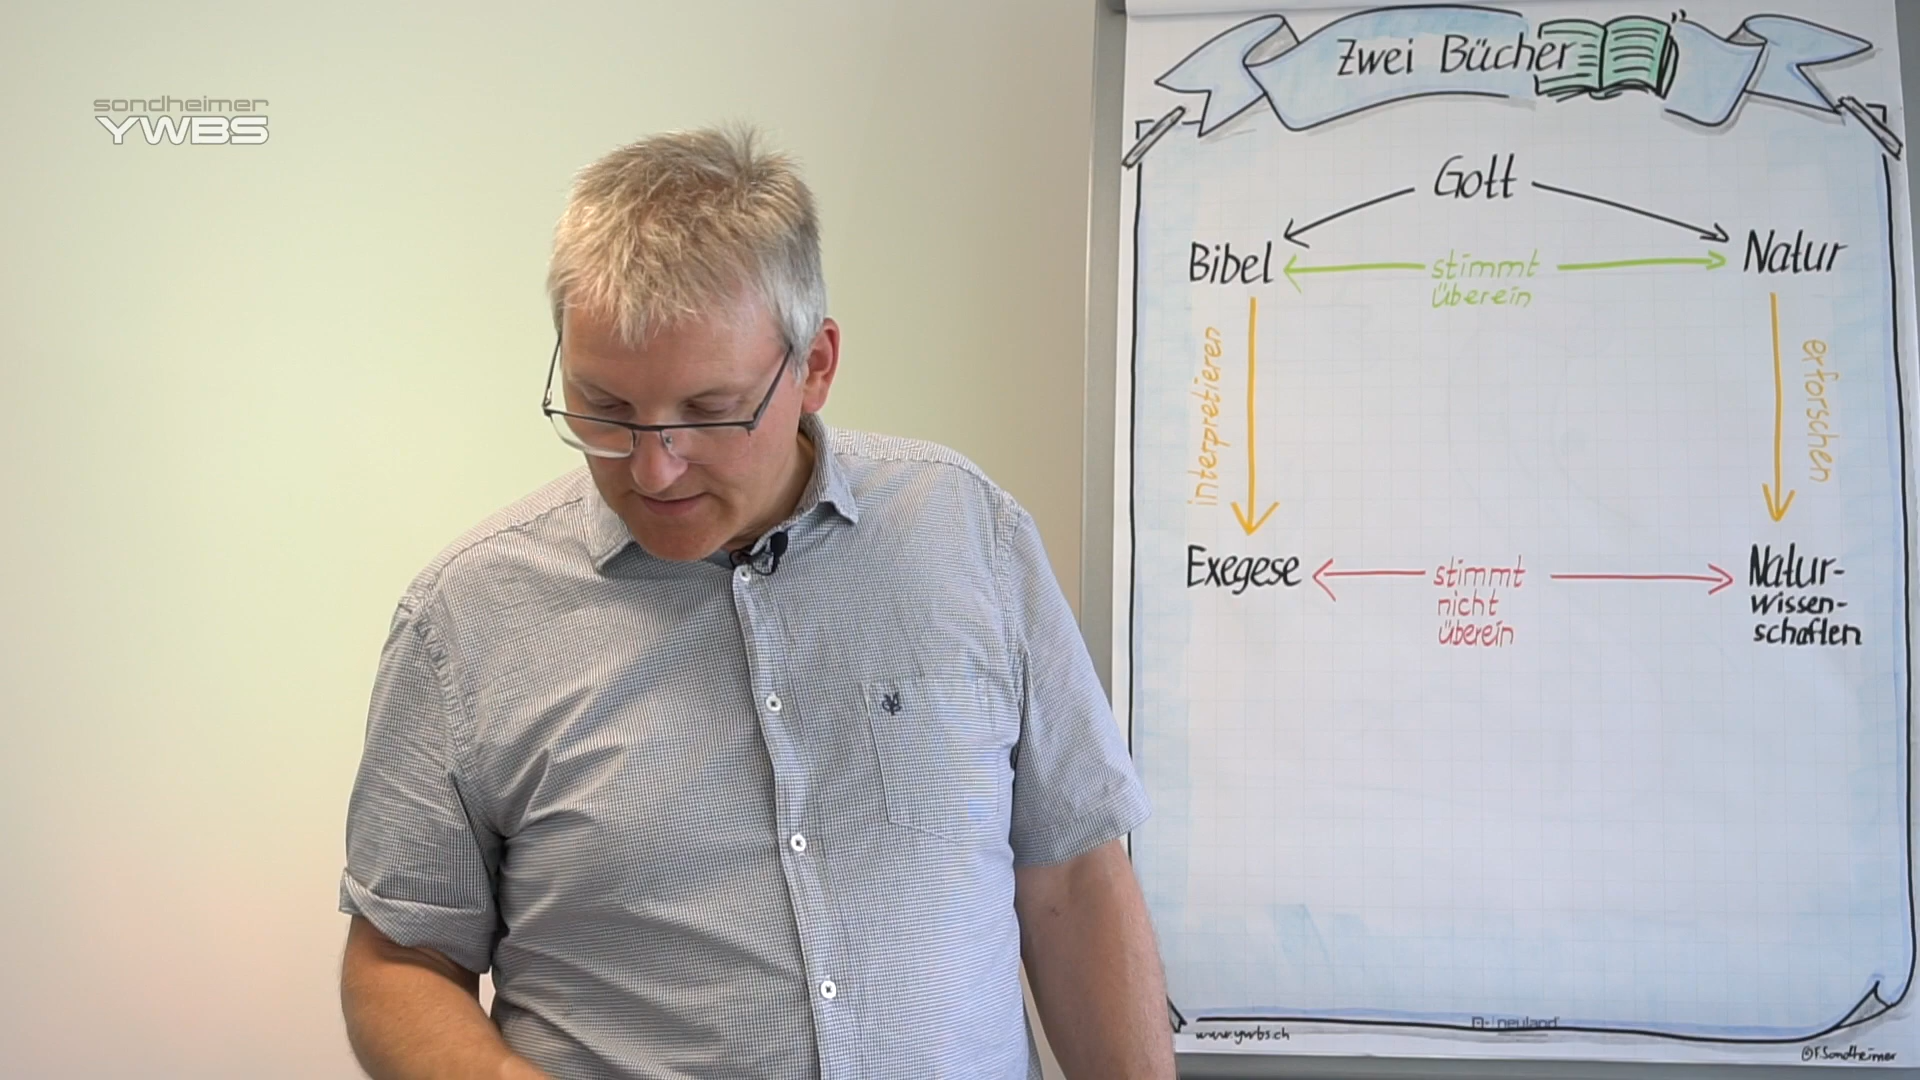 sondheimer
YWBS
Zwei Bücher
Gott
Bibel
stimmt
überein
Natur
interpretieren
erforschen
Exegese
stimmt
nicht
überein
Natur-
wissen-
schaften
www.ywbs.ch
neuland
©F.Sondheimer